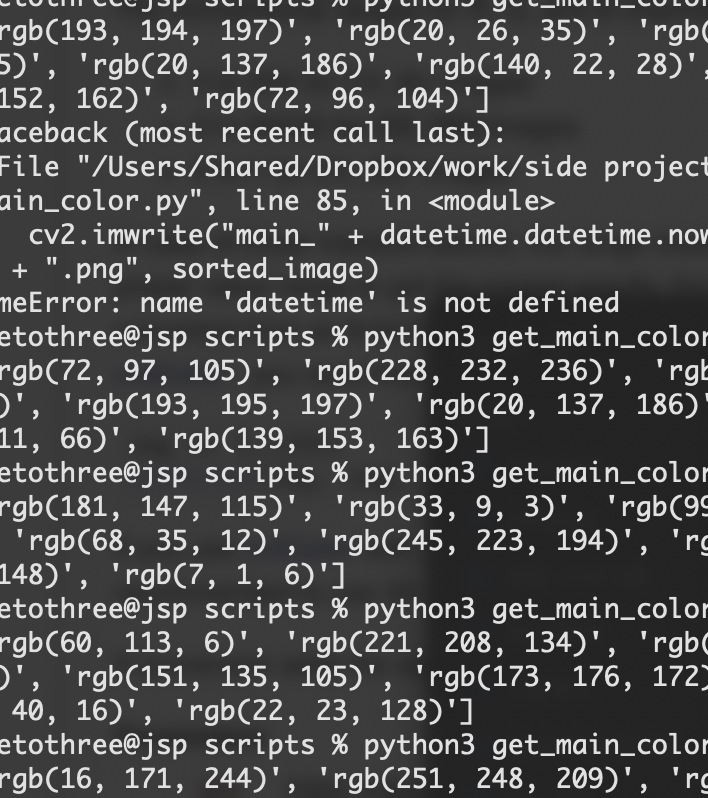 etothree@jsp scripts % python3 get_main_color
rgb(193, 194, 197)', 'rgb(20, 26, 35)', 'rgb(
5)', 'rgb(20, 137, 186)', 'rgb(140, 22, 28)',
152, 162)', 'rgb(72, 96, 104)']
aceback (most recent call last):
File "/Users/Shared/Dropbox/work/side project
ain_color.py", line 85, in <module>
cv2.imwrite("main_" + datetime.datetime.now
+ ".png", sorted_image)
meError: name 'datetime' is not defined
etothree@jsp scripts % python3 get_main_color
rgb(72, 97, 105)', 'rgb(228, 232, 236)', 'rgb
)', 'rgb(193, 195, 197)', 'rgb(20, 137, 186)'
11, 66)', 'rgb(139, 153, 163)']
etothree@jsp scripts % python3 get_main_color
rgb(181, 147, 115)', 'rgb(33, 9, 3)', 'rgb(99
'rgb(68, 35, 12)', 'rgb(245, 223, 194)', 'rg
148)', 'rgb(7, 1, 6)']
etothree@jsp scripts % python3 get_main_color
rgb(60, 113, 6)', 'rgb(221, 208, 134)', 'rgb(
)', 'rgb(151, 135, 105)', 'rgb(173, 176, 172)
40, 16)', 'rgb(22, 23, 128)']
etothree@jsp scripts % python3 get_main_color
rgb(16, 171, 244)', 'rgb(251, 248, 209)', 'rg